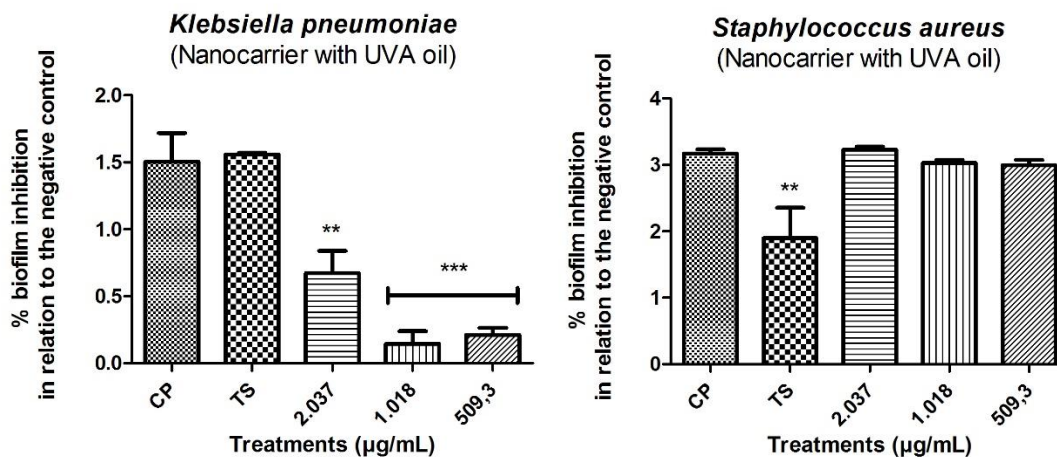 Klebsiella pneumoniae
(Nanocarrier with UVA oil)
% biofilm inhibition
in relation to the negative control
2.0
1.5
1.0
0.5
0.0
**
***
CP
TS
2.037
1.018
509,3
Treatments (µg/mL)
Staphylococcus aureus
(Nanocarrier with UVA oil)
% biofilm inhibition
in relation to the negative control
4
3
2
1
0
**
CP
TS
2.037
1.018
509,3
Treatments (µg/mL)